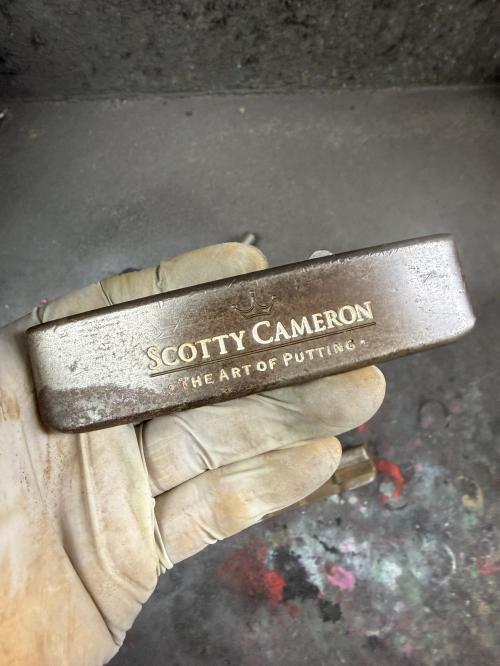 SCOTTY CAMERON
• THE ART OF PUTTING •